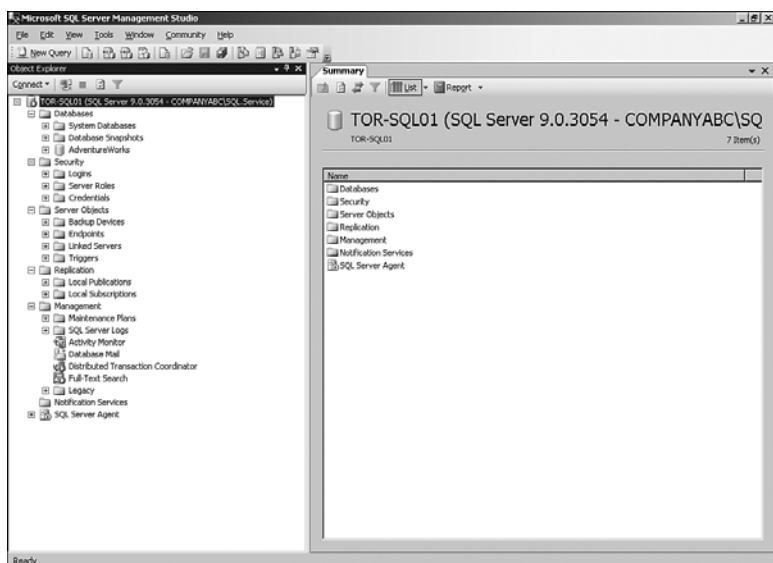 Microsoft SQL Server Management Studio
File Edit View Tools Window Community Help
New Query
Object Explorer
Connect
TOR-SQL01 (SQL Server 9.0.3054 - COMPANYABC\SQL.Service)
Databases
System Databases
Database Snapshots
AdventureWorks
Security
Logins
Server Roles
Credentials
Server Objects
Backup Devices
Endpoints
Linked Servers
Triggers
Replication
Local Publications
Local Subscriptions
Management
Maintenance Plans
SQL Server Logs
Activity Monitor
Database Mail
Distributed Transaction Coordinator
Full-Text Search
Legacy
Notification Services
SQL Server Agent
Summary
List Report
TOR-SQL01 (SQL Server 9.0.3054 - COMPANYABC\SQ
TOR-SQL01 7 Item(s)
Name
Databases
Security
Server Objects
Replication
Management
Notification Services
SQL Server Agent
Ready